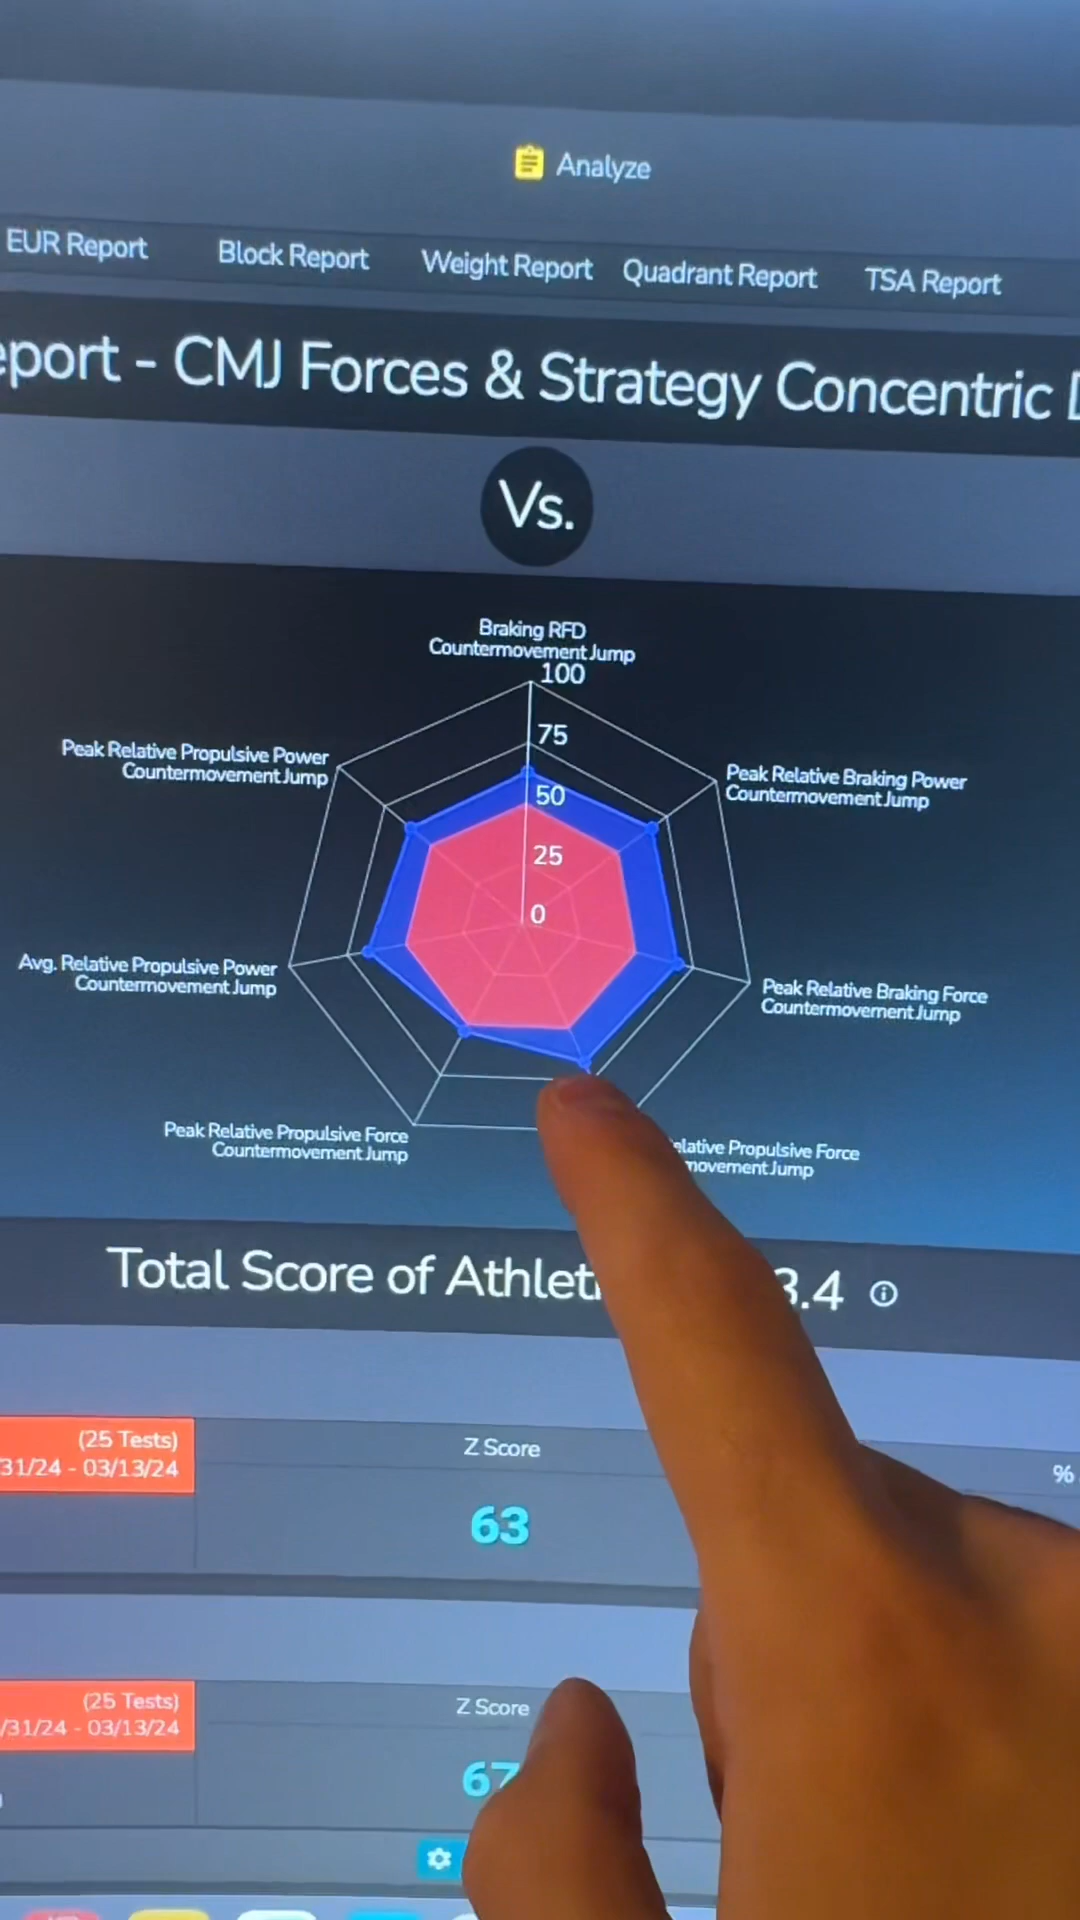 Analyze
EUR Report
Block Report
Weight Report
Quadrant Report
TSA Report
eport - CMJ Forces & Strategy Concentric
Vs.
Braking RFD
Countermovement Jump
100
75
50
25
0
Peak Relative Propulsive Power
Countermovement Jump
Peak Relative Braking Power
Countermovement Jump
Avg. Relative Propulsive Power
Countermovement Jump
Peak Relative Braking Force
Countermovement Jump
Peak Relative Propulsive Force
Countermovement Jump
elative Propulsive Force
movement Jump
Total Score of Athlet 3.4
(25 Tests)
31/24 - 03/13/24
Z Score
%
63
(25 Tests)
/31/24 - 03/13/24
Z Score
67